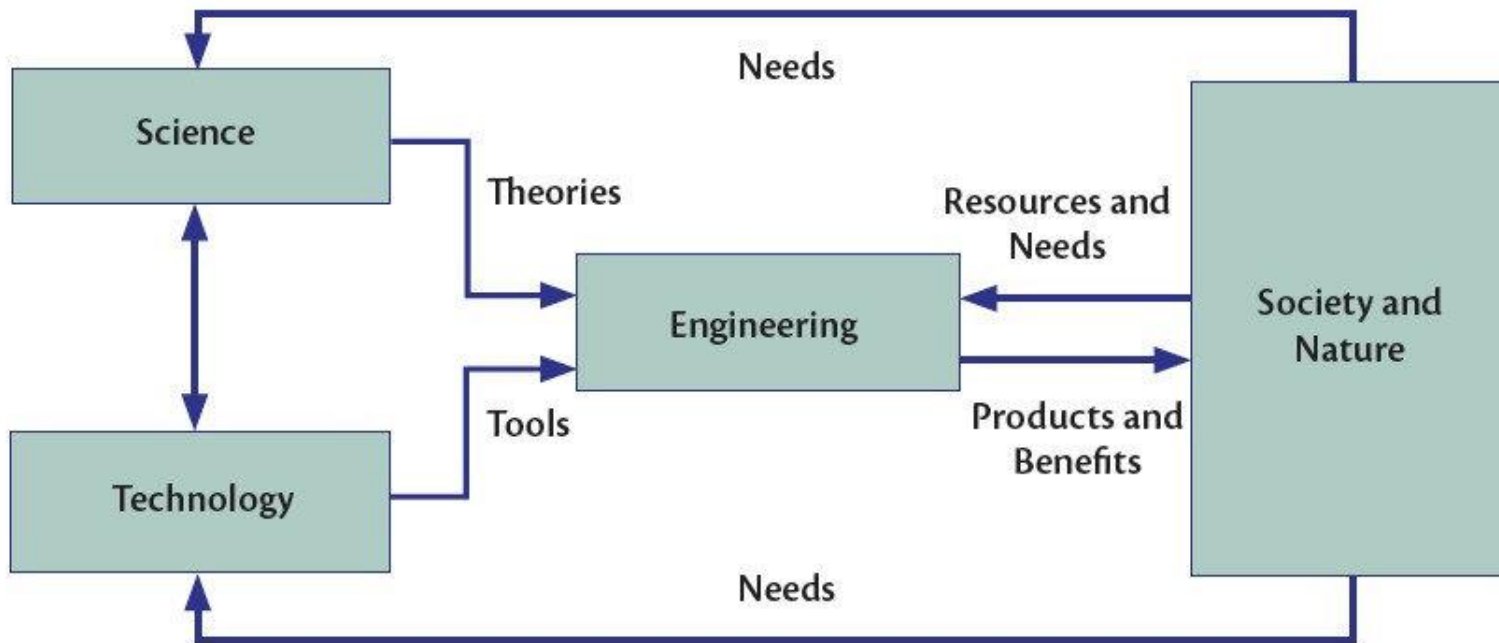 Needs
Science
Theories
Resources and
Needs
Engineering
Society and
Nature
Tools
Products and
Benefits
Technology
Needs